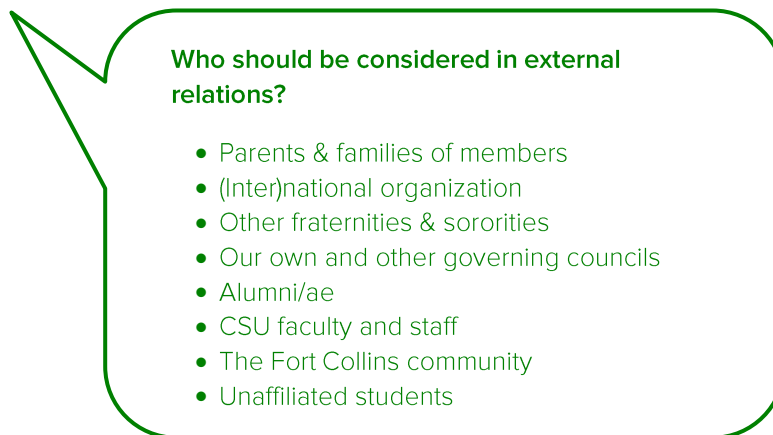 Who should be considered in external
relations?
• Parents & families of members
• (Inter)national organization
• Other fraternities & sororities
• Our own and other governing councils
• Alumni/ae
• CSU faculty and staff
• The Fort Collins community
• Unaffiliated students